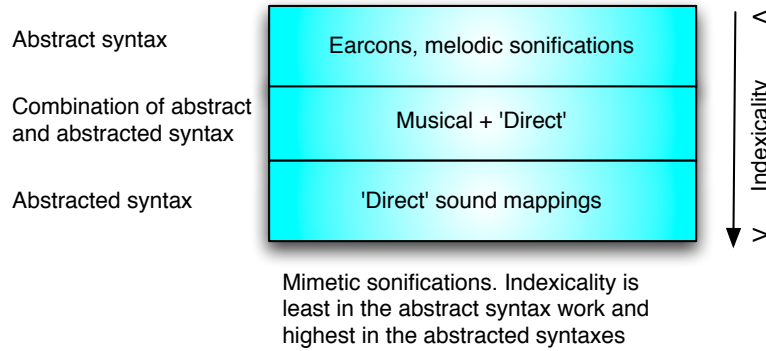 Abstract syntax
Earcons, melodic sonifications
Combination of abstract
and abstracted syntax
Musical + 'Direct'
Abstracted syntax
'Direct' sound mappings
<
Indexicality
>
Mimetic sonifications. Indexicality is
least in the abstract syntax work and
highest in the abstracted syntaxes